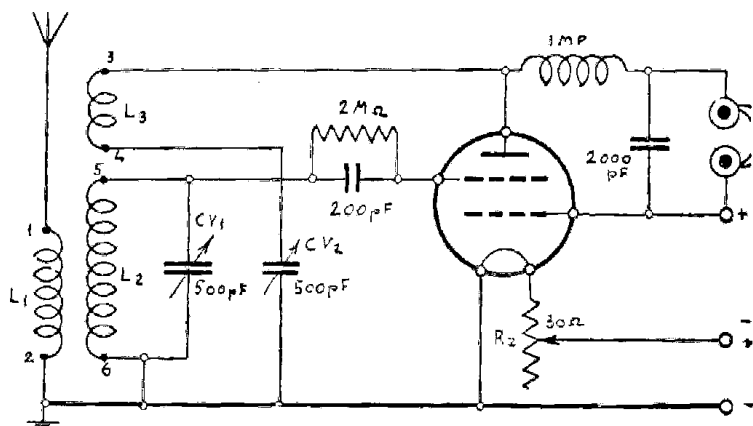 1MP
3
L3
2MΩ
4
5
2000
pF
200pF
+
CV1
CV2
1
L2
500pF
500pF
L1
30Ω
R2
-
+
2
6
-